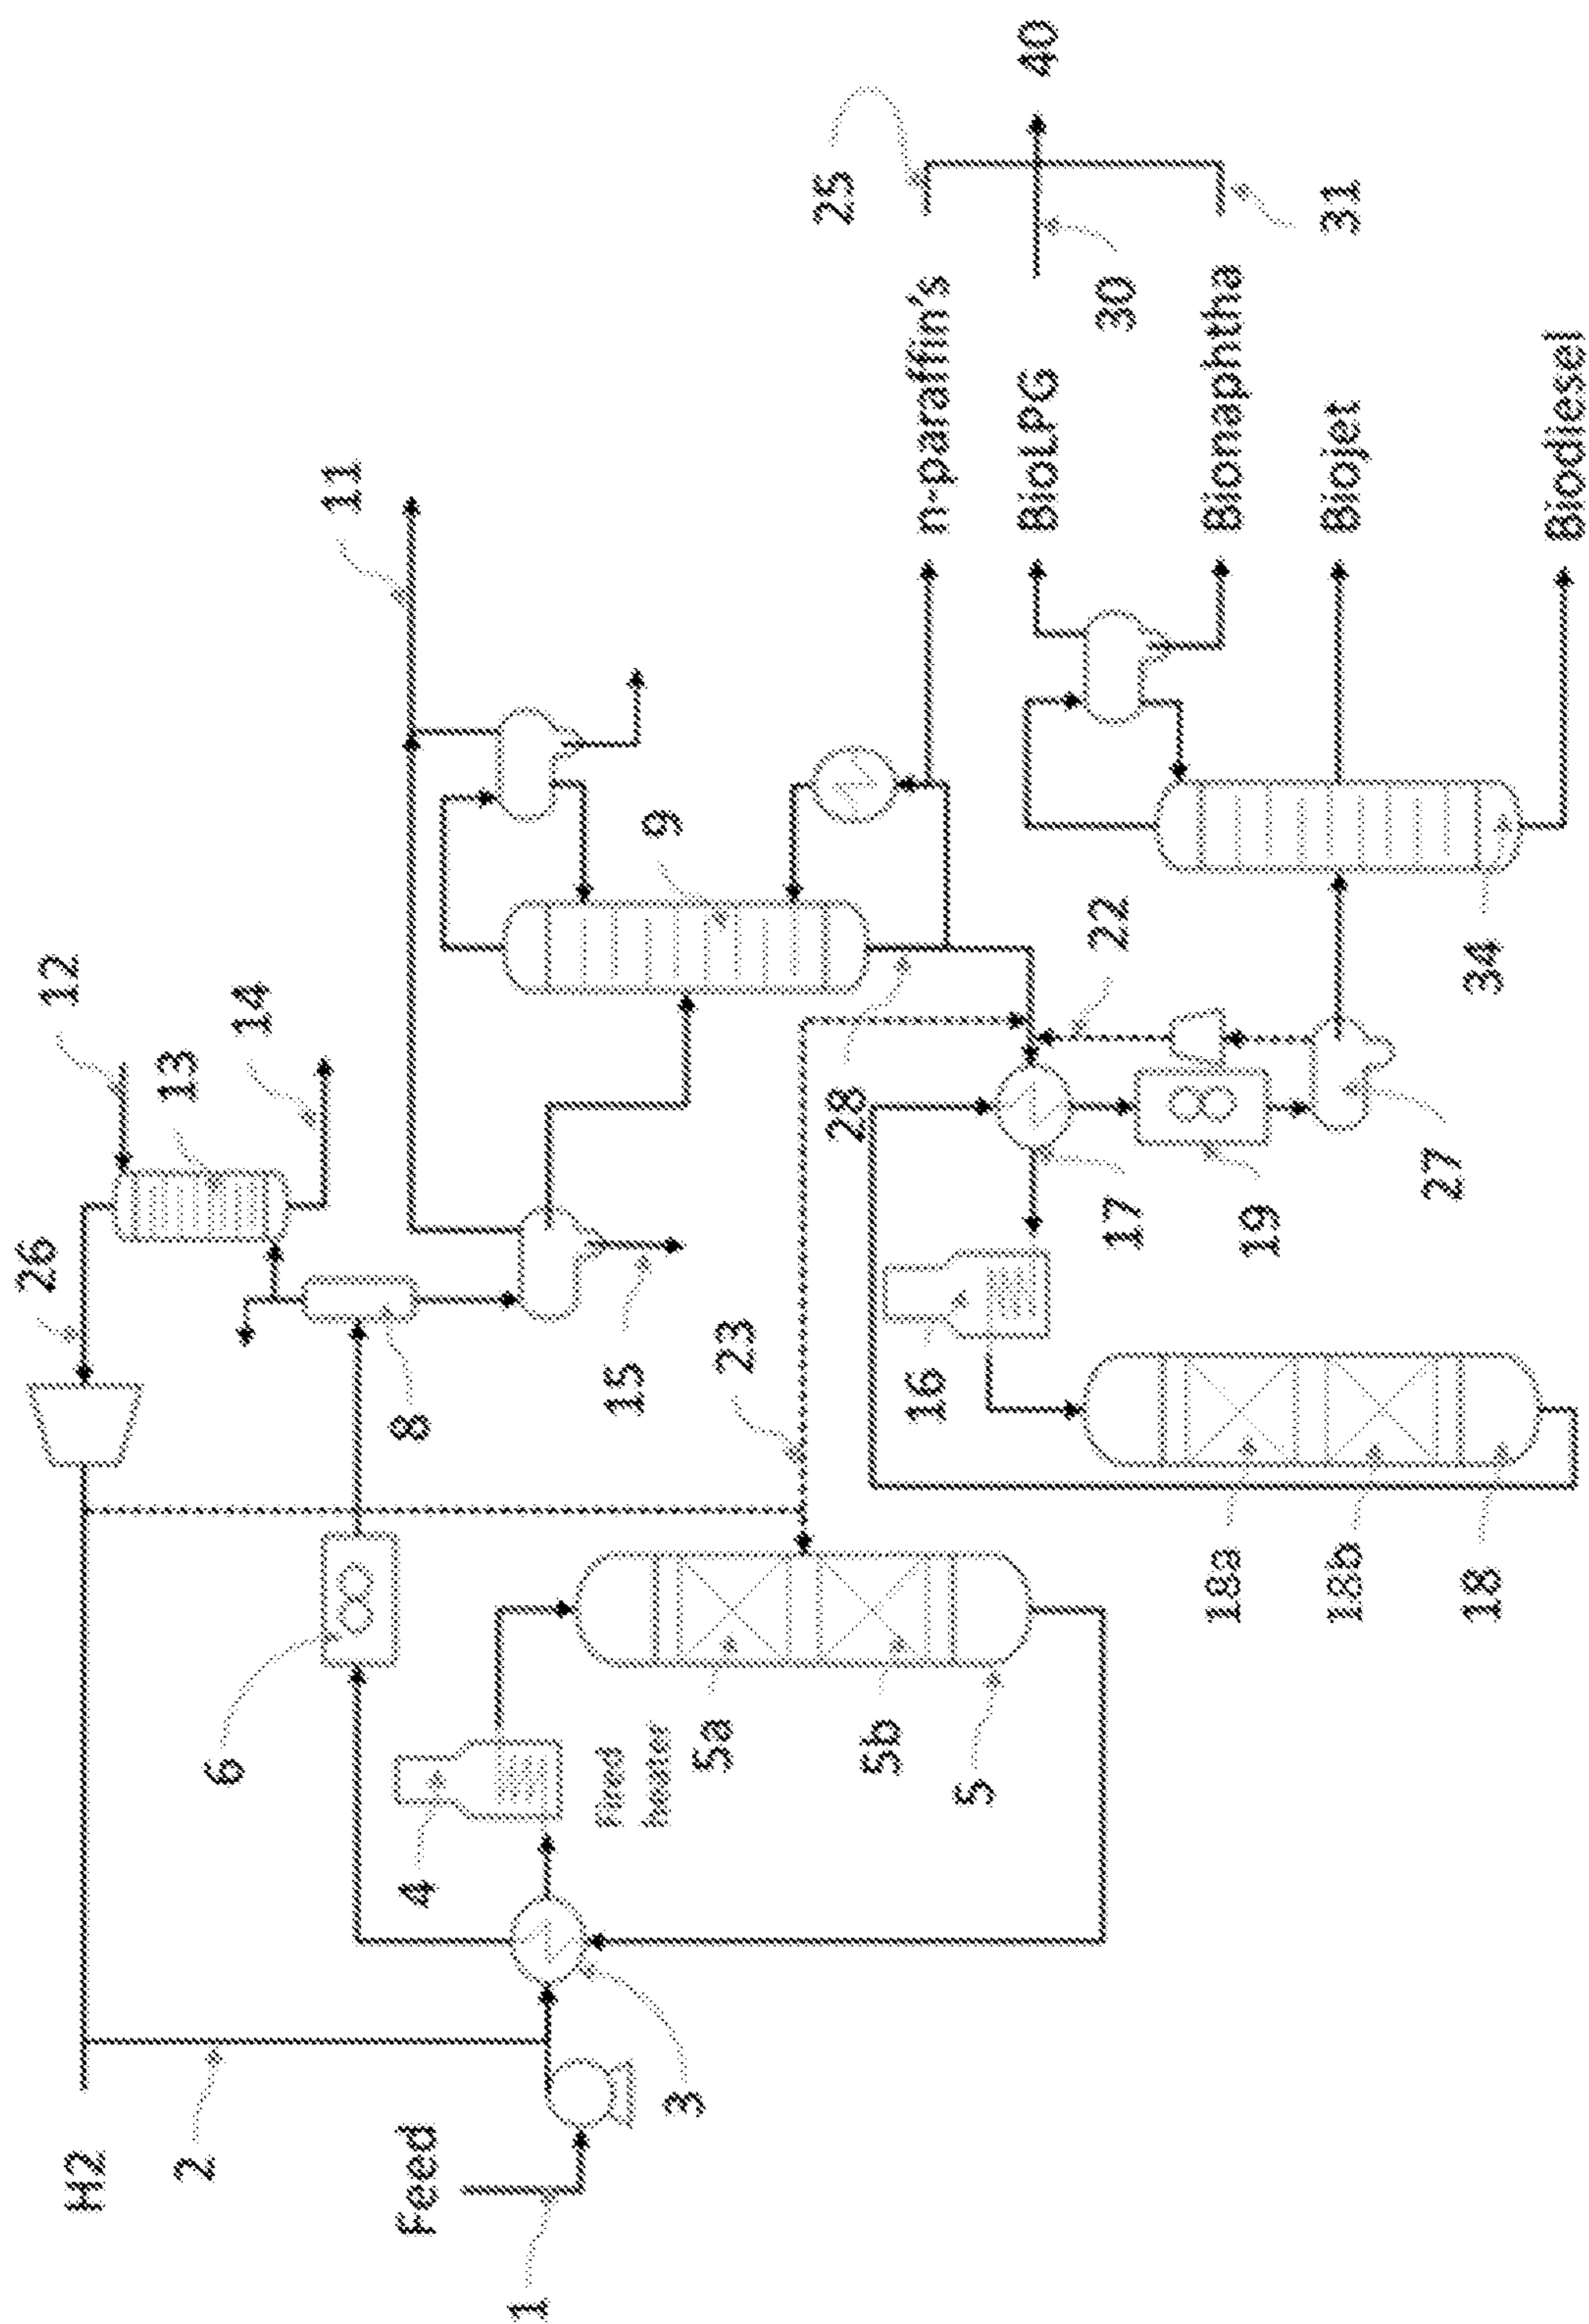 12
26
13
14
11
H2
2
6
8
Feed
4
Fired
heater
1
3
5a
5b
5
15
9
23
28
25
n-paraffin's
40
BioLPG
30
Bionaphtha
31
Biojet
Biodiesel
22
16
17
19
27
34
18a
18b
18